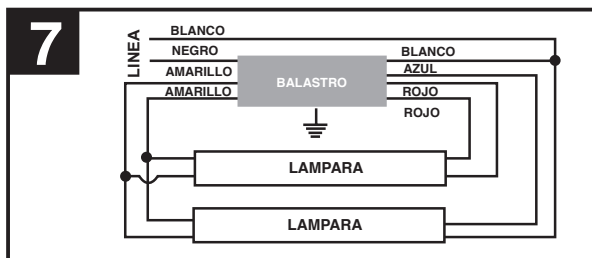 7
LINEA
BLANCO
NEGRO
AMARILLO
AMARILLO
BALASTRO
BLANCO
AZUL
ROJO
ROJO
LAMPARA
LAMPARA